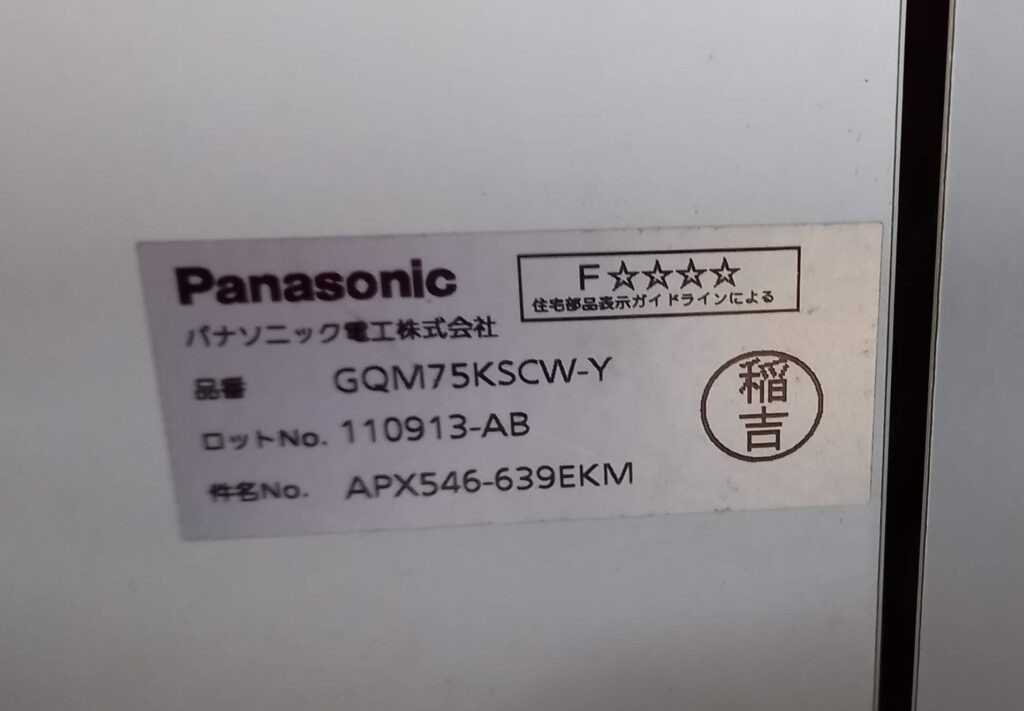 Panasonic
F☆☆☆☆
住宅部品表示ガイドラインによる
パナソニック電工株式会社
品番 GQM75KSCW-Y
ロットNo. 110913-AB
件名No. APX546-639EKM
稲吉